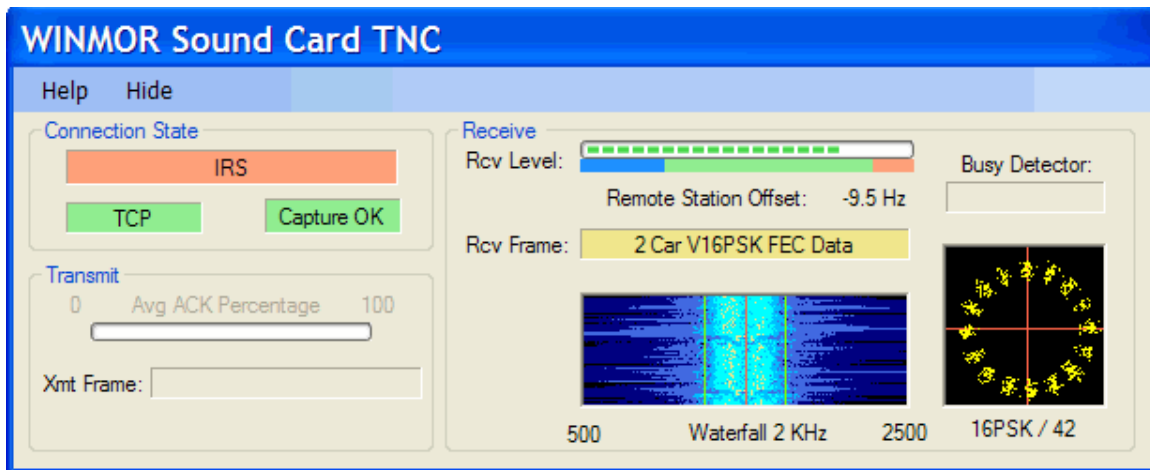 WINMOR Sound Card TNC
Help Hide
Connection State
IRS
TCP Capture OK
Transmit
0 Avg ACK Percentage 100
Xmt Frame:
Receive
Rcv Level:
Busy Detector:
Remote Station Offset: -9.5 Hz
Rcv Frame: 2 Car V16PSK FEC Data
500 Waterfall 2 KHz 2500
16PSK / 42